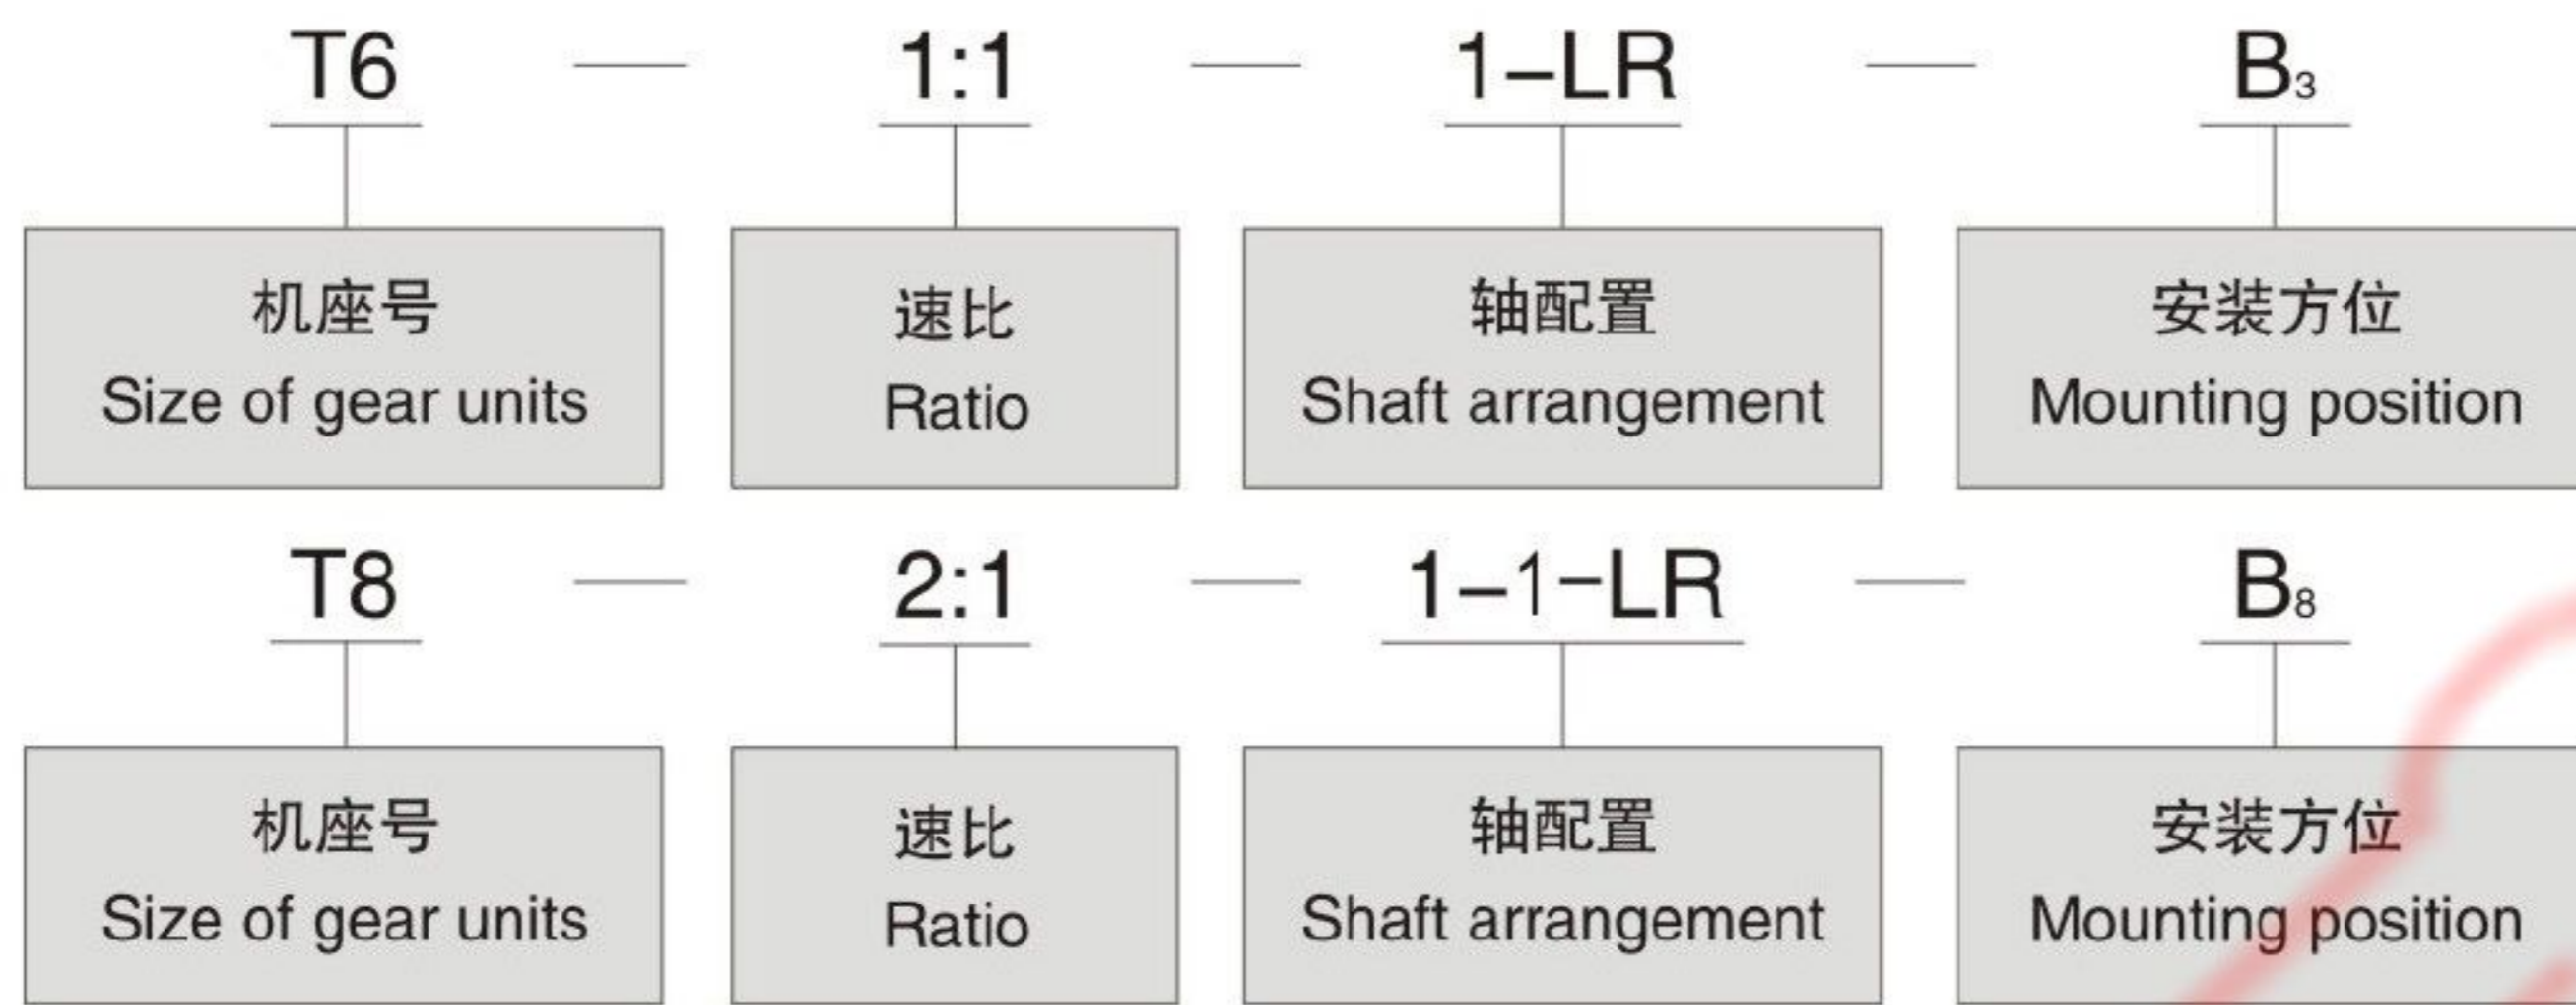 T6 — 1:1 — 1–LR — B₃
机座号 速比 轴配置 安装方位
Size of gear units Ratio Shaft arrangement Mounting position
T8 — 2:1 — 1–1–LR — B₈
机座号 速比 轴配置 安装方位
Size of gear units Ratio Shaft arrangement Mounting position